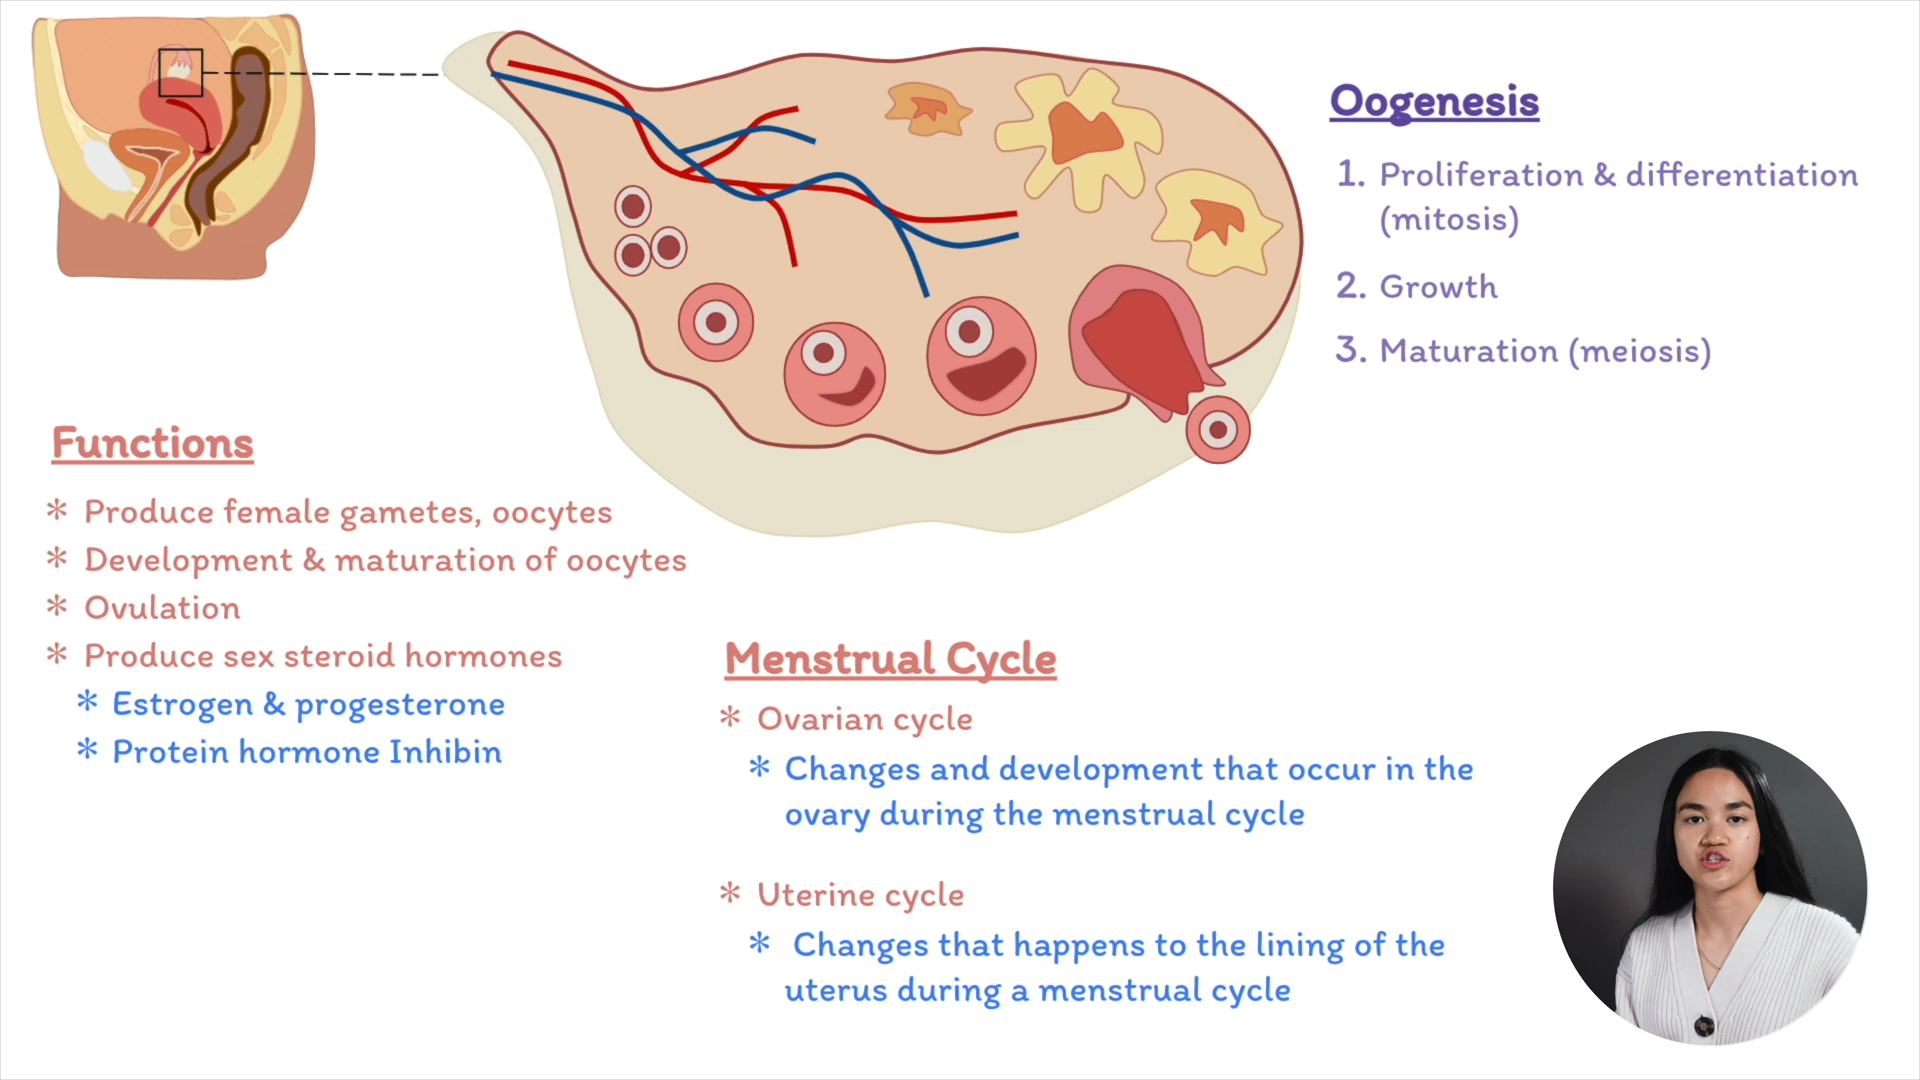 Oogenesis
1. Proliferation & differentiation
(mitosis)
2. Growth
3. Maturation (meiosis)
Functions
* Produce female gametes, oocytes
* Development & maturation of oocytes
* Ovulation
* Produce sex steroid hormones
* Estrogen & progesterone
* Protein hormone Inhibin
Menstrual Cycle
* Ovarian cycle
* Changes and development that occur in the
ovary during the menstrual cycle
* Uterine cycle
* Changes that happens to the lining of the
uterus during a menstrual cycle